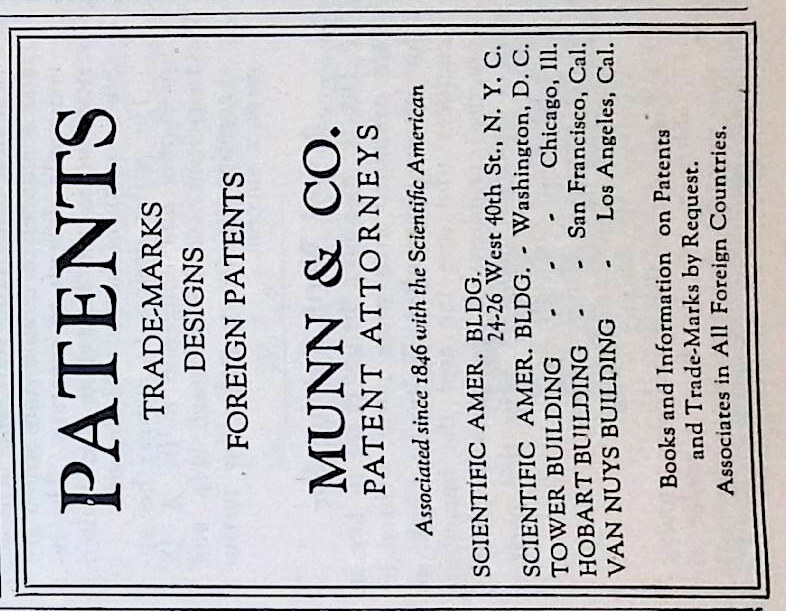 PATENTS
TRADE-MARKS
DESIGNS
FOREIGN PATENTS
MUNN & CO.
PATENT ATTORNEYS
Associated since 1846 with the Scientific American
SCIENTIFIC AMER. BLDG.
24-26 West 40th St., N. Y. C.
SCIENTIFIC AMER. BLDG. - Washington, D. C.
TOWER BUILDING - - - Chicago, Ill.
HOBART BUILDING - - San Francisco, Cal.
VAN NUYS BUILDING - Los Angeles, Cal.
Books and Information on Patents
and Trade-Marks by Request.
Associates in All Foreign Countries.